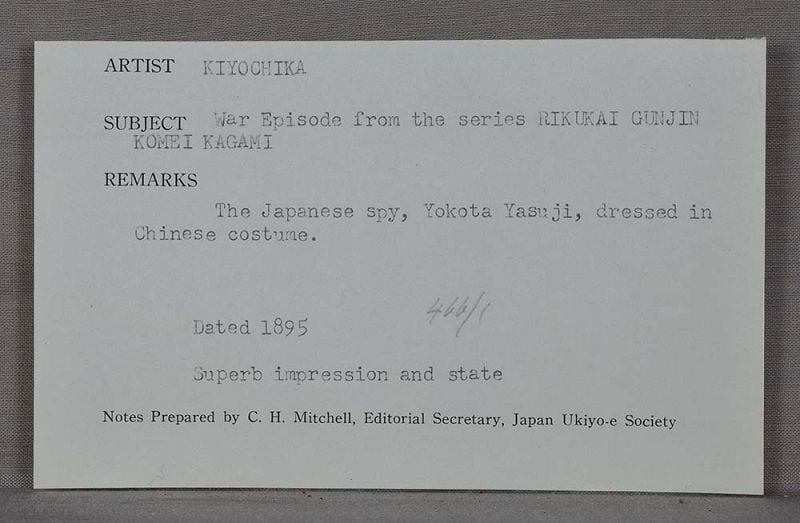 ARTIST KIYOCHIKA
SUBJECT War Episode from the series RIKUKAI GUNJIN
KOMEI KAGAMI
REMARKS
The Japanese spy, Yokota Yasuji, dressed in
Chinese costume.
466/1
Dated 1895
Superb impression and state
Notes Prepared by C. H. Mitchell, Editorial Secretary, Japan Ukiyo-e Society